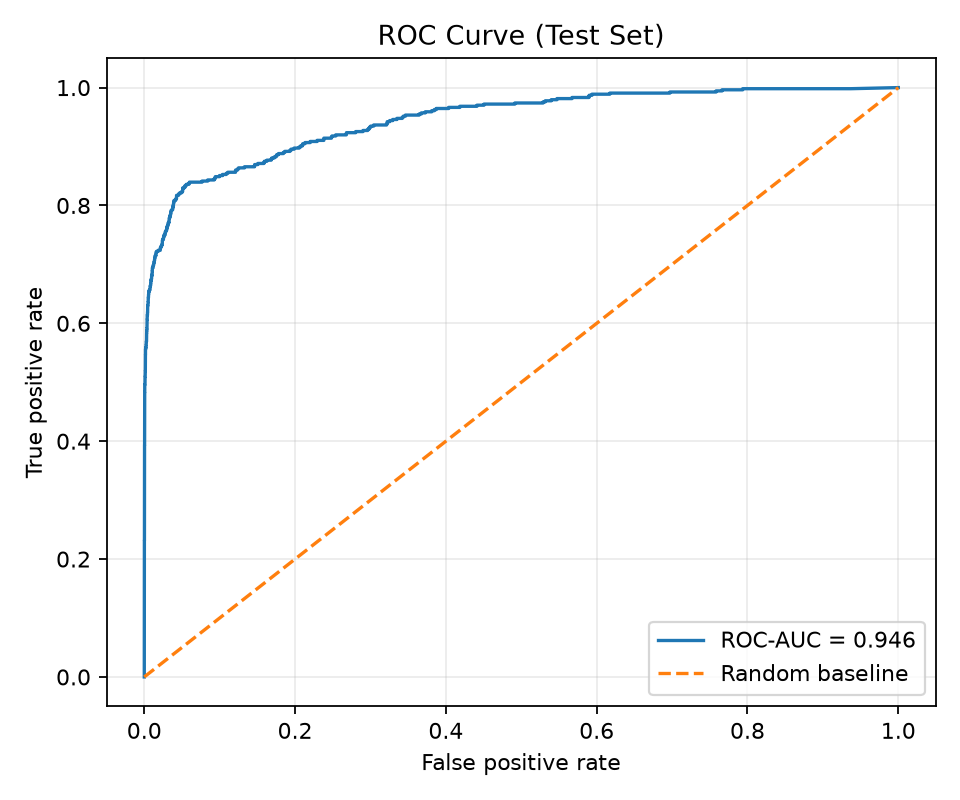 ROC Curve (Test Set)
True positive rate
1.0
0.8
0.6
0.4
0.2
0.0
ROC-AUC = 0.946
Random baseline
0.0 0.2 0.4 0.6 0.8 1.0
False positive rate